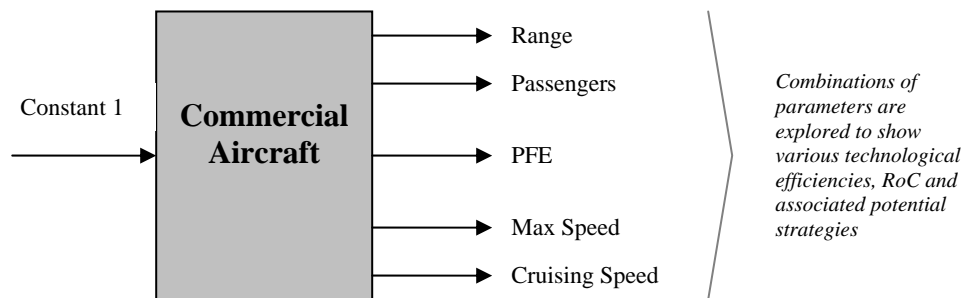 Range
Passengers
Constant 1
Commercial
Aircraft
PFE
Max Speed
Cruising Speed
Combinations of
parameters are
explored to show
various technological
efficiencies, RoC and
associated potential
strategies